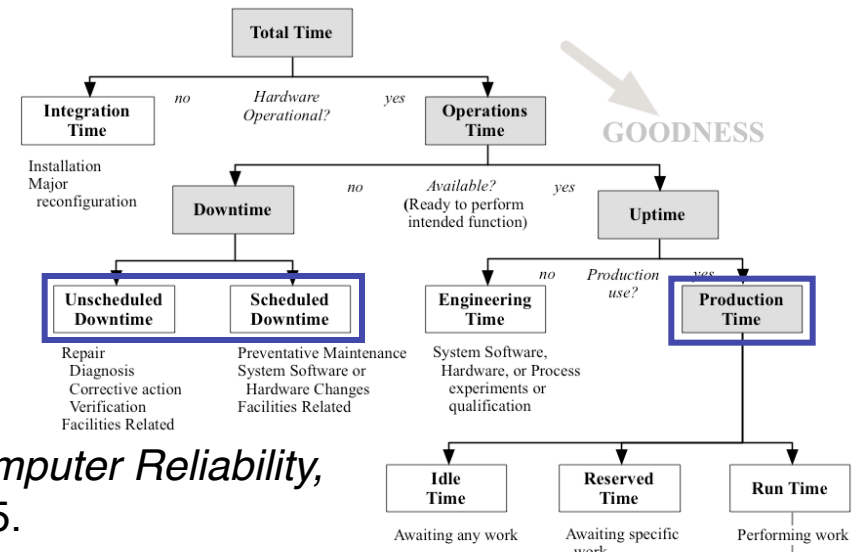 Total Time
no
Hardware
Operational?
yes
Integration
Time
Operations
Time
GOODNESS
Installation
Major
reconfiguration
no
Available?
(Ready to perform
intended function)
yes
Downtime
Uptime
no
Production
use?
yes
Unscheduled
Downtime
Scheduled
Downtime
Engineering
Time
Production
Time
Repair
Diagnosis
Corrective action
Verification
Facilities Related
Preventative Maintenance
System Software or
Hardware Changes
Facilities Related
System Software,
Hardware, or Process
experiments or
qualification
mputer Reliability,
5.
Idle
Time
Reserved
Time
Run Time
Awaiting any work
Awaiting specific
work
Performing work